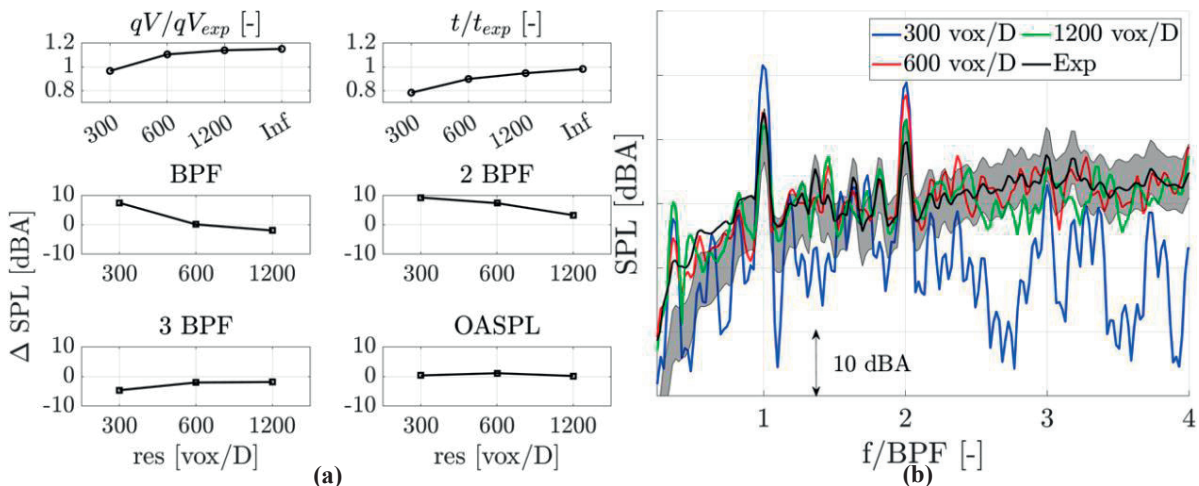 qV/qVexp [-]
1.2
1
0.8
300
600
1200
Inf
t/texp [-]
1.2
1
0.8
300
600
1200
Inf
Δ SPL [dBA]
BPF
10
0
-10
300
600
1200
2 BPF
10
0
-10
300
600
1200
3 BPF
10
0
-10
300
600
1200
res [vox/D]
OASPL
10
0
-10
300
600
1200
res [vox/D]
(a)
SPL [dBA]
300 vox/D
1200 vox/D
600 vox/D
Exp
10 dBA
1
2
3
4
f/BPF [-]
(b)